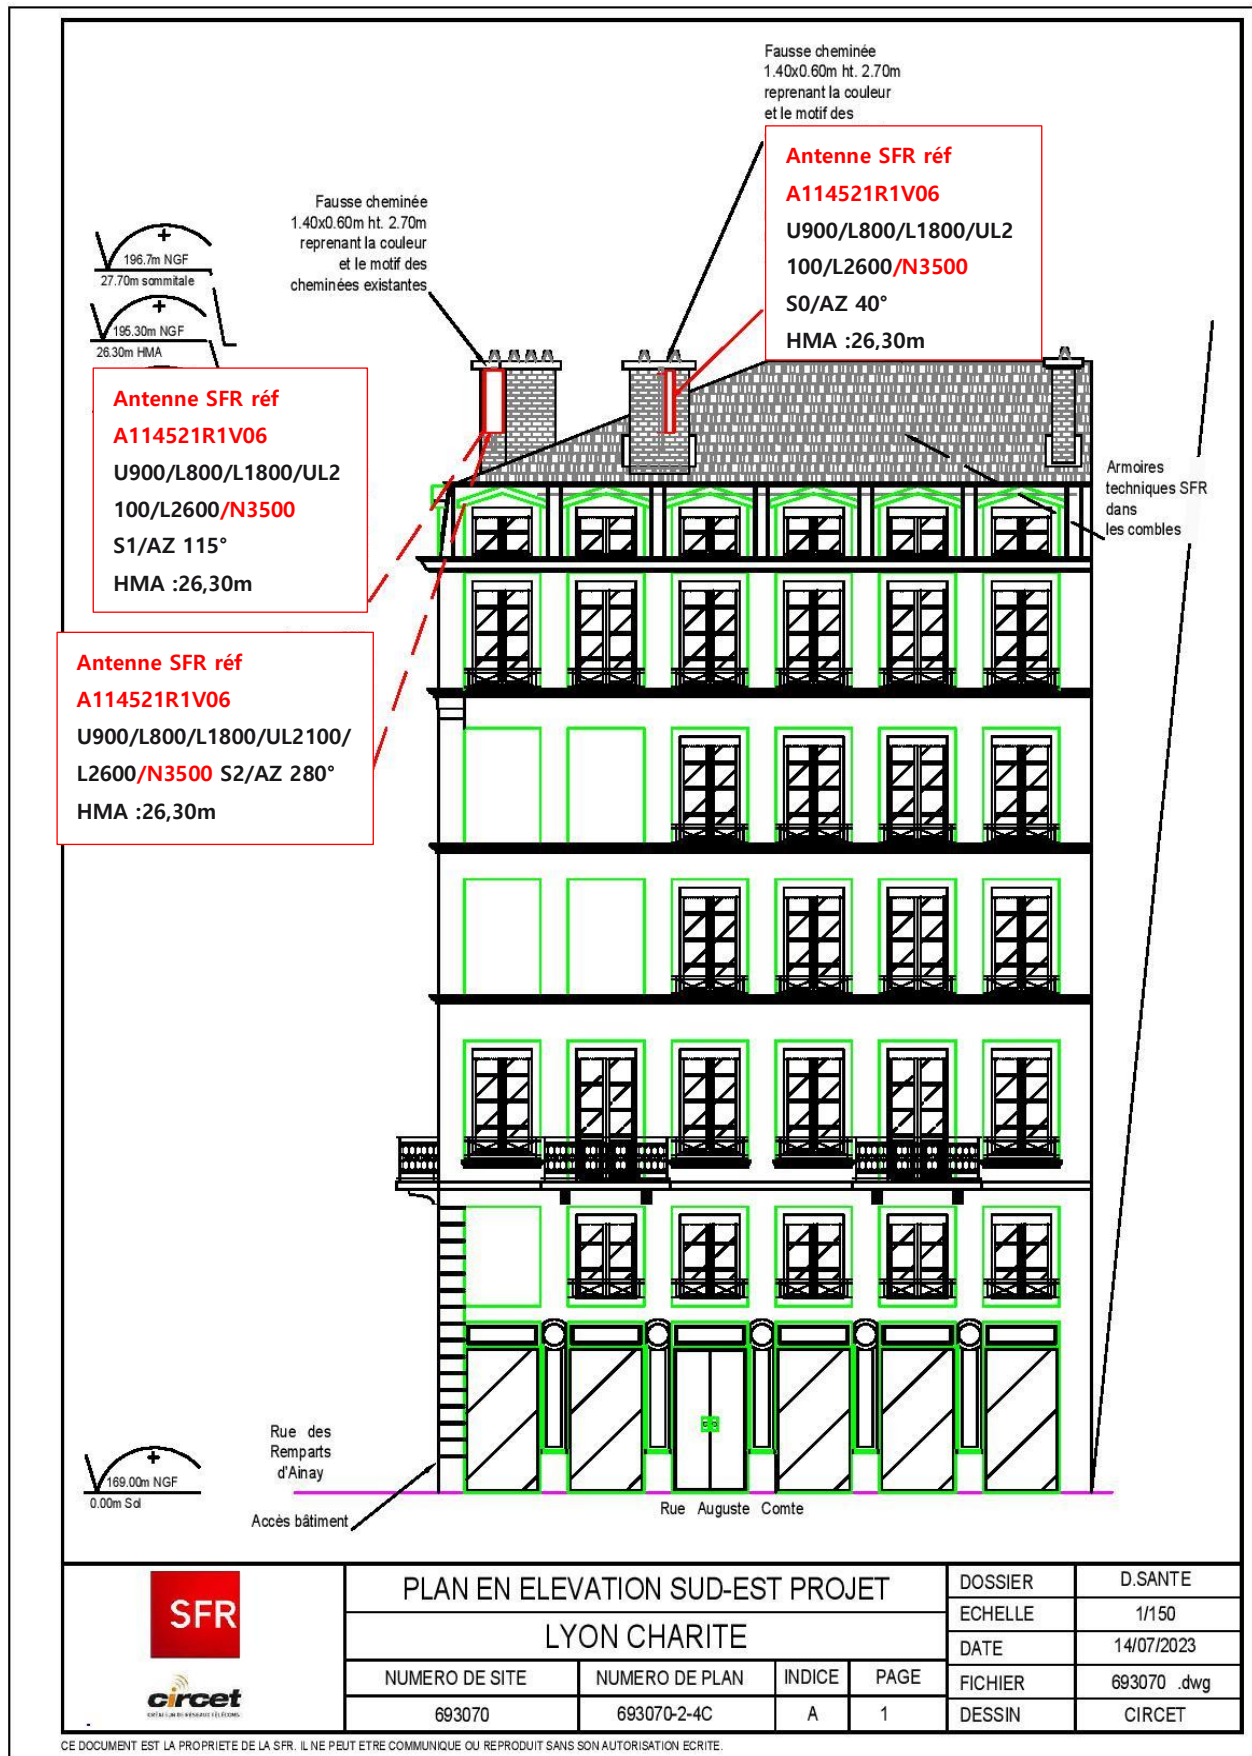 Fausse cheminée
1.40x0.60m ht. 2.70m
reprenant la couleur
et le motif des
Antenne SFR réf
A114521R1V06
U900/L800/L1800/UL2
100/L2600/N3500
S0/AZ 40°
HMA :26,30m
Fausse cheminée
1.40x0.60m ht. 2.70m
reprenant la couleur
et le motif des
cheminées existantes
196.7m NGF
27.70m sommitale
195.30m NGF
26.30m HMA
Antenne SFR réf
A114521R1V06
U900/L800/L1800/UL2
100/L2600/N3500
S1/AZ 115°
HMA :26,30m
Armoires
techniques SFR
dans
les combles
Antenne SFR réf
A114521R1V06
U900/L800/L1800/UL2100/
L2600/N3500 S2/AZ 280°
HMA :26,30m
Rue des
Remparts
d'Ainay
169.00m NGF
0.00m Sol
Accès bâtiment
Rue Auguste Comte
SFR
circet
CRÉATEUR DE RÉSEAUX TÉLÉCOMS
PLAN EN ELEVATION SUD-EST PROJET
LYON CHARITE
NUMERO DE SITE NUMERO DE PLAN INDICE PAGE
693070 693070-2-4C A 1
DOSSIER D.SANTE
ECHELLE 1/150
DATE 14/07/2023
FICHIER 693070 .dwg
DESSIN CIRCET
CE DOCUMENT EST LA PROPRIETE DE LA SFR. IL NE PEUT ETRE COMMUNIQUE OU REPRODUIT SANS SON AUTORISATION ECRITE.